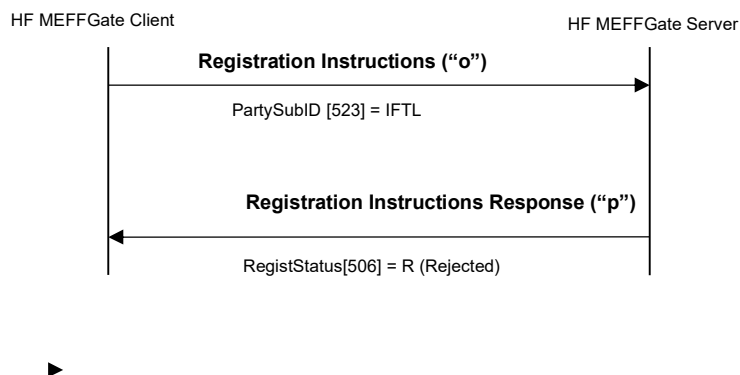 HF MEFFGate Client
HF MEFFGate Server
Registration Instructions (“o”)
PartySubID [523] = IFTL
Registration Instructions Response (“p”)
RegistStatus[506] = R (Rejected)